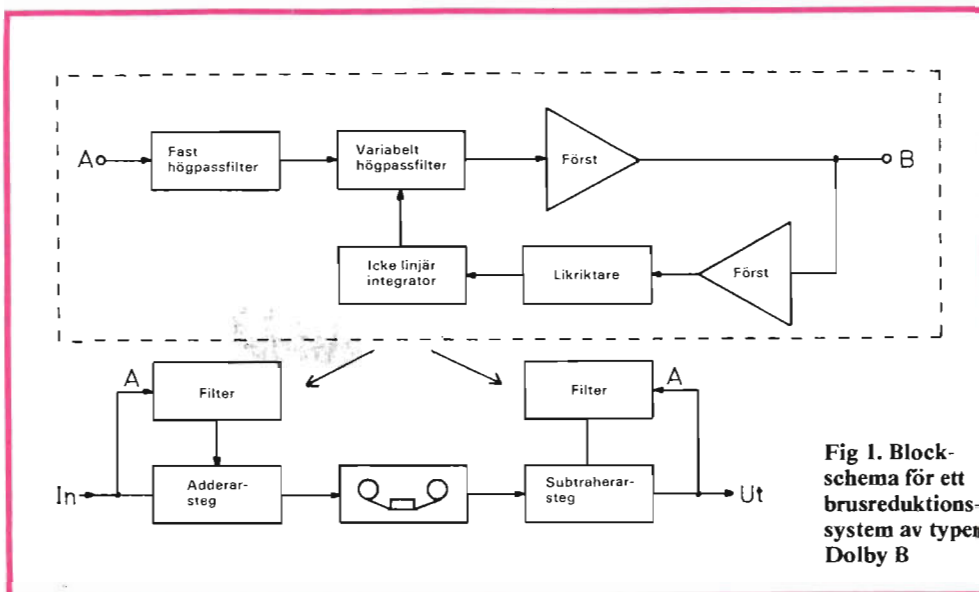 A
Fast
högpassfilter
Variabelt
högpassfilter
Först
B
Icke linjär
integrator
Likriktare
Först
A
Filter
Filter
A
In
Adderar-
steg
Subtraherar-
steg
Ut
Fig 1. Block-
schema för ett
brusreduktions-
system av typen
Dolby B